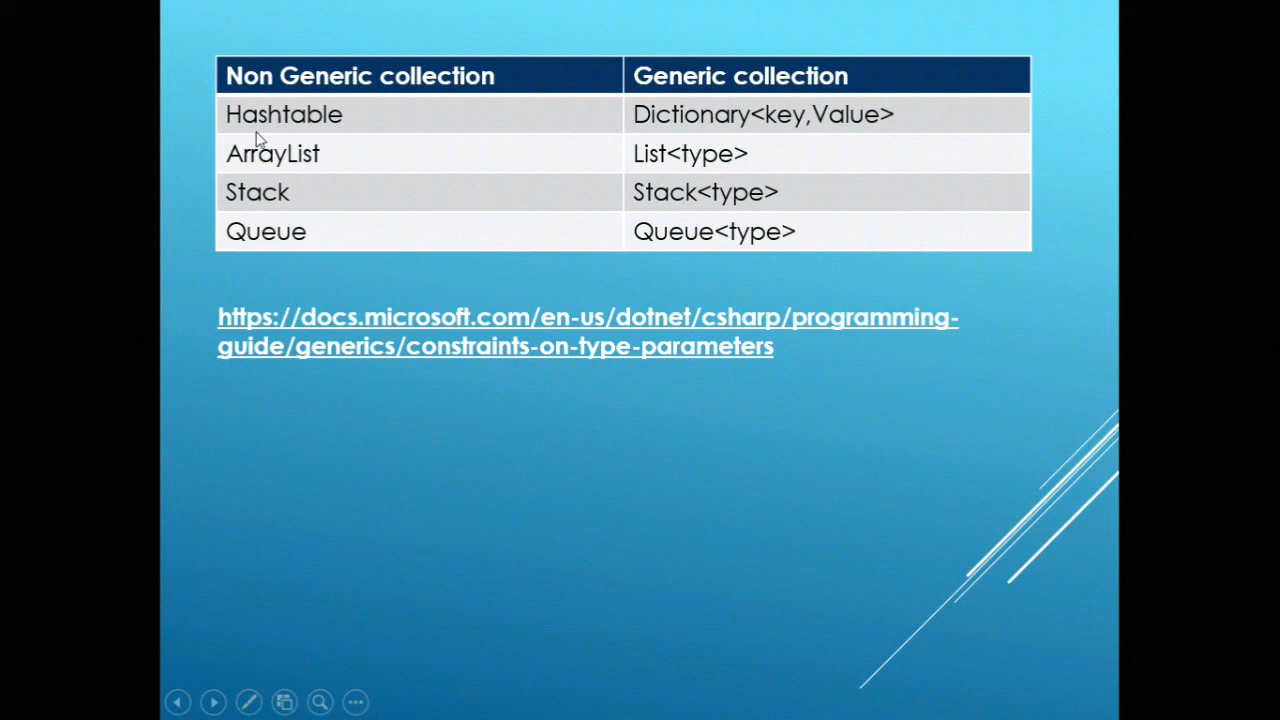 Non Generic collection Generic collection
Hashtable Dictionary<key,Value>
ArrayList List<type>
Stack Stack<type>
Queue Queue<type>
https://docs.microsoft.com/en-us/dotnet/csharp/programming-
guide/generics/constraints-on-type-parameters